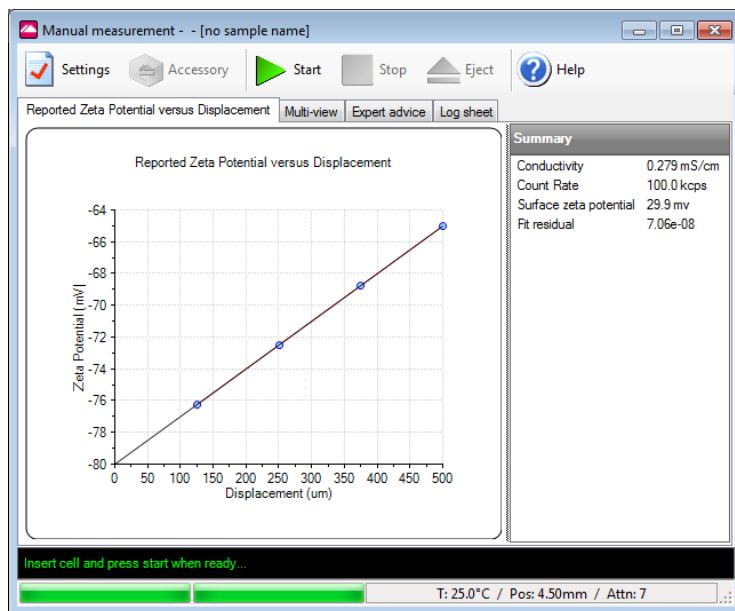 Manual measurement - - [no sample name]
Settings Accessory Start Stop Eject Help
Reported Zeta Potential versus Displacement Multi-view Expert advice Log sheet
Reported Zeta Potential versus Displacement
-64
-66
-68
-70
-72
-74
-76
-78
-80
Zeta Potential [mV]
0 50 100 150 200 250 300 350 400 450 500
Displacement (um)
Summary
Conductivity 0.279 mS/cm
Count Rate 100.0 kcps
Surface zeta potential 29.9 mv
Fit residual 7.06e-08
Insert cell and press start when ready...
T: 25.0°C / Pos: 4.50mm / Attn: 7